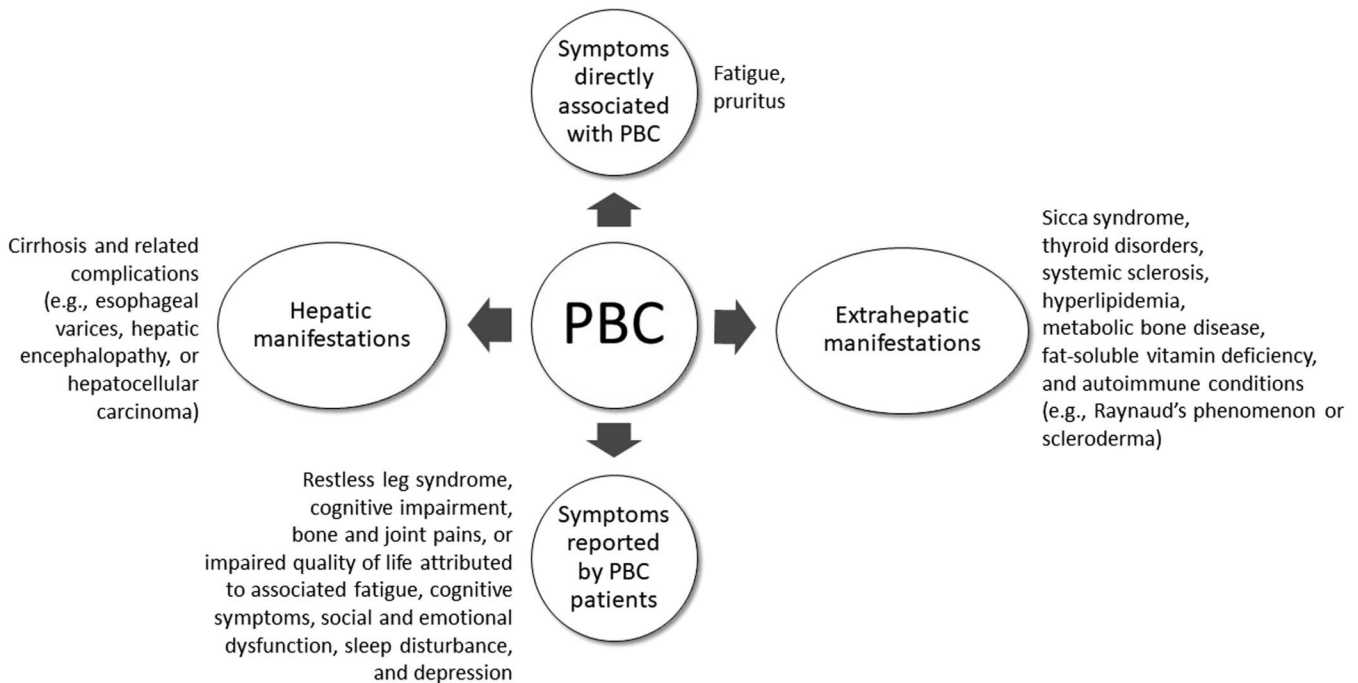 Symptoms
directly
associated
with PBC
Fatigue,
pruritus
Cirrhosis and related
complications
(e.g., esophageal
varices, hepatic
encephalopathy, or
hepatocellular
carcinoma)
Hepatic
manifestations
PBC
Extrahepatic
manifestations
Sicca syndrome,
thyroid disorders,
systemic sclerosis,
hyperlipidemia,
metabolic bone disease,
fat-soluble vitamin deficiency,
and autoimmune conditions
(e.g., Raynaud’s phenomenon or
scleroderma)
Restless leg syndrome,
cognitive impairment,
bone and joint pains, or
impaired quality of life attributed
to associated fatigue, cognitive
symptoms, social and emotional
dysfunction, sleep disturbance,
and depression
Symptoms
reported
by PBC
patients